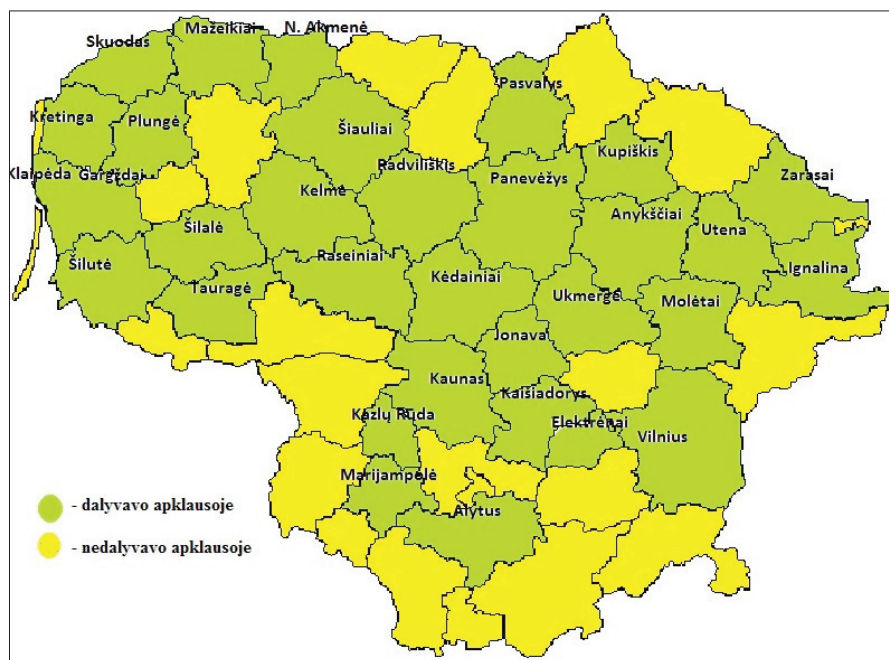 N. Akmenė
Mažeikiai
Skuodas
Pasvalys
Kretinga
Plungė
Šiauliai
Kupiškis
Radviliškis
Klaipėda
Gargždai
Kelmė
Panevėžys
Zarasai
Anykščiai
Šilalė
Utena
Raseiniai
Šilutė
Kėdainiai
Ignalina
Tauragė
Ukmergė
Molėtai
Jonava
Kaunas
Kaišiadorys
Kazlų Rūda
Elektrėnai
Vilnius
Marijampolė
Alytus
- dalyvavo apklausoje
- nedalyvavo apklausoje